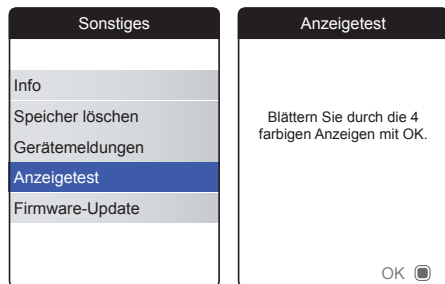 Sonstiges
Info
Speicher löschen
Gerätemeldungen
Anzeigetest
Firmware-Update
Anzeigetest
Blättern Sie durch die 4
farbigen Anzeigen mit OK.
OK